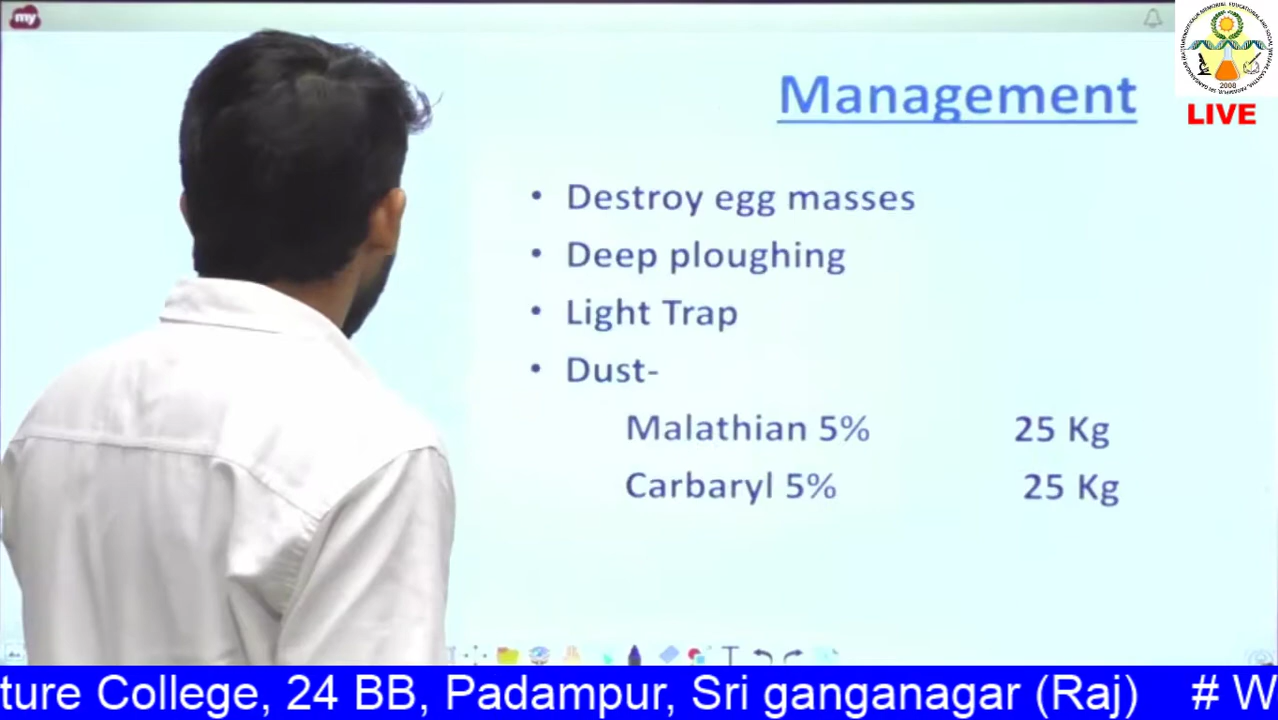 my
Management
• Destroy egg masses
• Deep ploughing
• Light Trap
• Dust-
Malathian 5% 25 Kg
Carbaryl 5% 25 Kg
2008
LIVE
ture College, 24 BB, Padampur, Sri ganganagar (Raj) # W